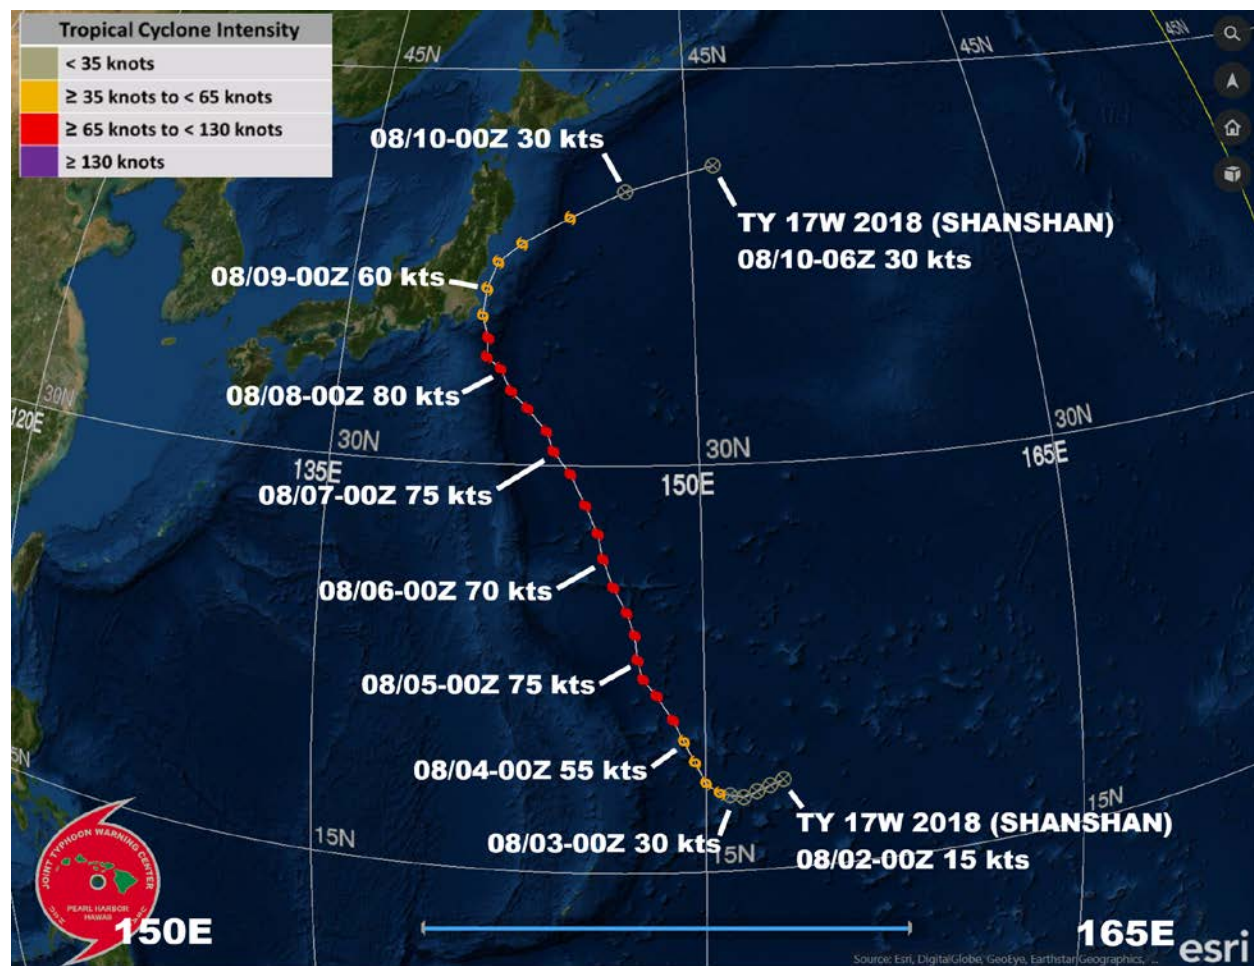 Tropical Cyclone Intensity
< 35 knots
≥ 35 knots to < 65 knots
≥ 65 knots to < 130 knots
≥ 130 knots
45N
45N
45N
45N
08/10-00Z 30 kts
TY 17W 2018 (SHANSHAN)
08/10-06Z 30 kts
08/09-00Z 60 kts
08/08-00Z 80 kts
30N
120E
30N
30N
30N
135E
150E
165E
08/07-00Z 75 kts
08/06-00Z 70 kts
08/05-00Z 75 kts
08/04-00Z 55 kts
5N
15N
08/03-00Z 30 kts
TY 17W 2018 (SHANSHAN)
08/02-00Z 15 kts
15N
15N
JOINT TYPHOON WARNING CENTER
PEARL HARBOR
HAWAII
150E
165E
esri
Source: Esri, DigitalGlobe, GeoEye, Earthstar Geographics, ...